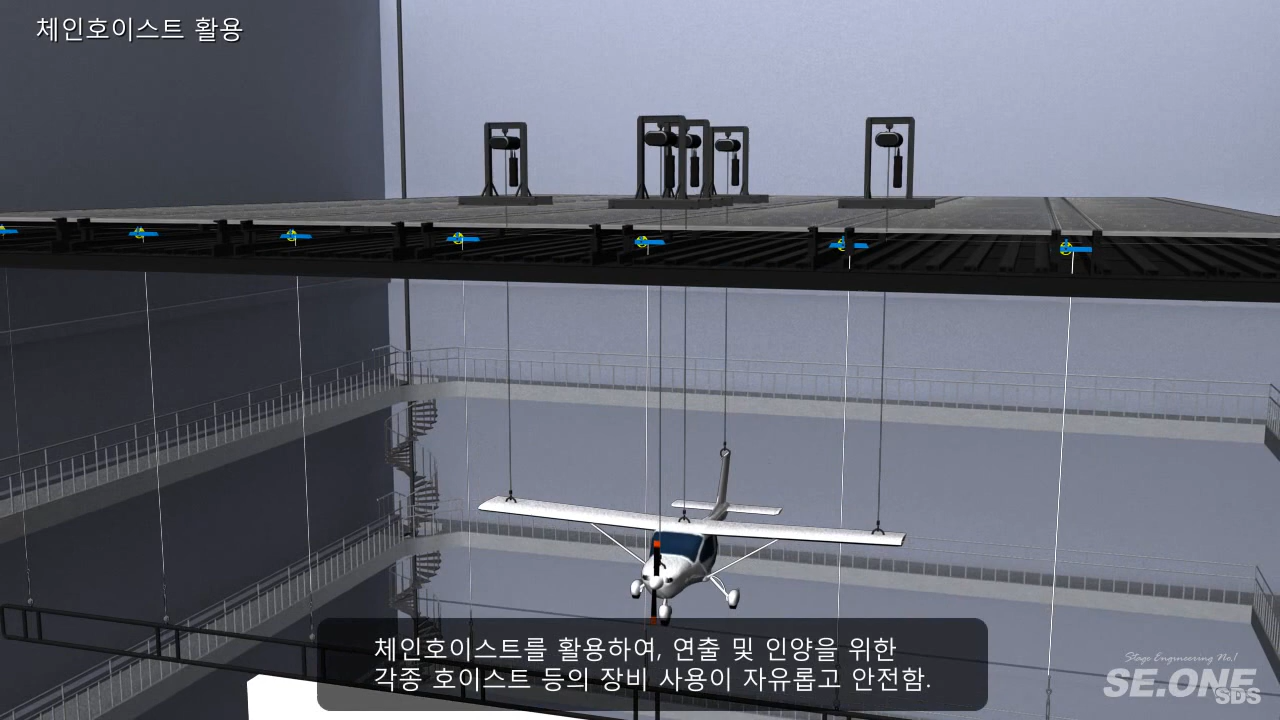 체인호이스트 활용
체인호이스트를 활용하여, 연출 및 인양을 위한
각종 호이스트 등의 장비 사용이 자유롭고 안전함.
Stage Engineering No.1
SE.ONE
SDS